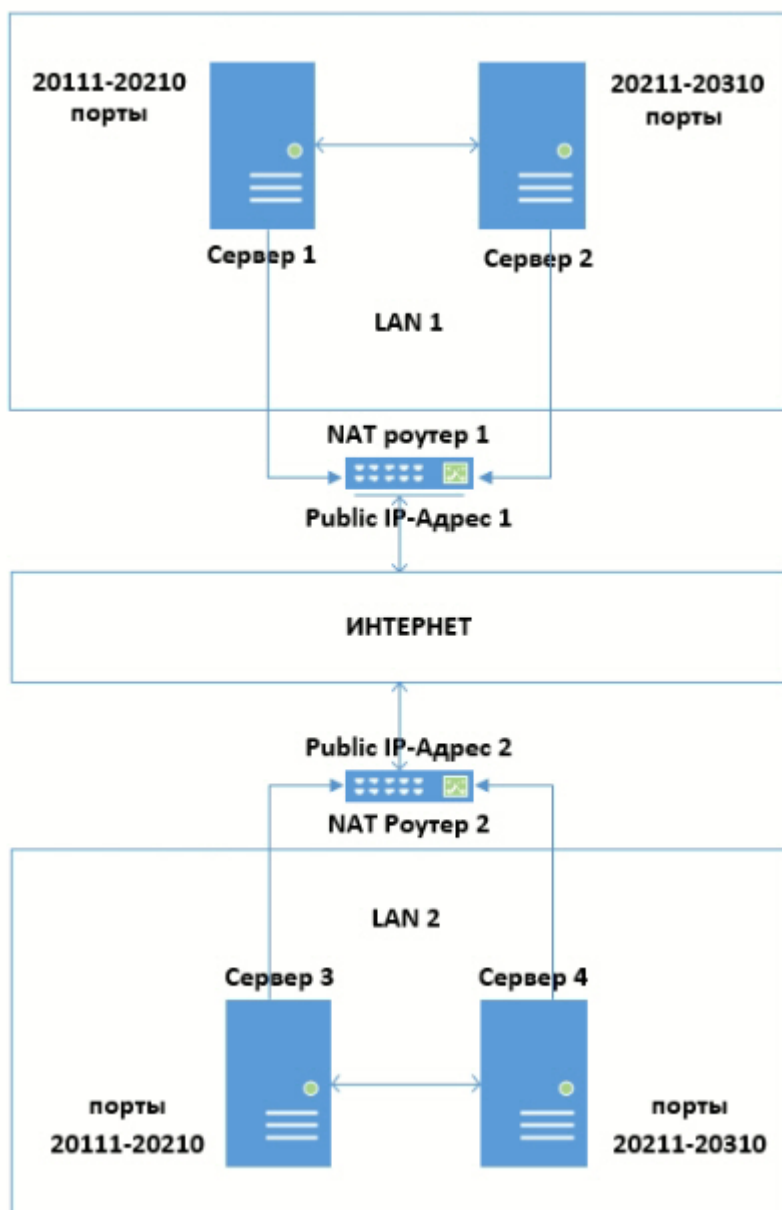 20111-20210
порты
20211-20310
порты
Сервер 1
Сервер 2
LAN 1
NAT роутер 1
Public IP-Адрес 1
ИНТЕРНЕТ
Public IP-Адрес 2
NAT Роутер 2
LAN 2
Сервер 3
Сервер 4
порты
20111-20210
порты
20211-20310